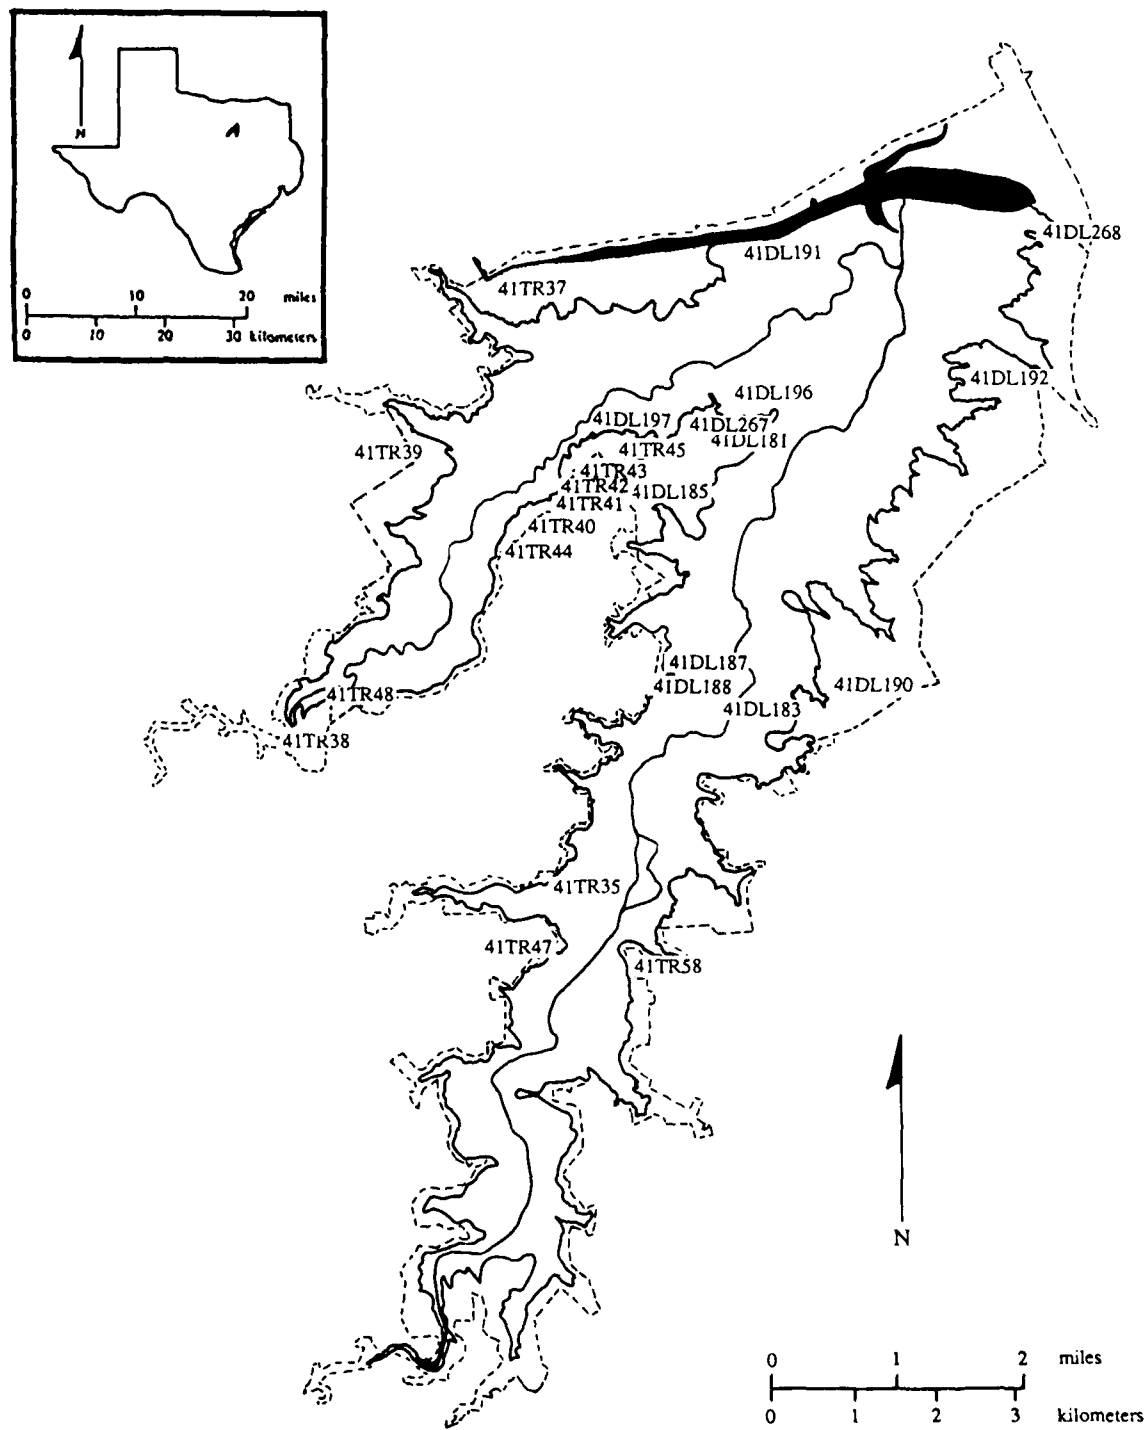 N
0 10 20 miles
0 10 20 30 kilometers
41DL268
41DL191
41TR37
41DL192
41DL196
41DL197
41DL267
41DL181
41TR45
41TR39
41TR43
41TR42
41DL185
41TR41
41TR40
41TR44
41DL187
41DL188
41DL190
41TR48
41DL183
41TR38
41TR35
41TR47
41TR58
N
0 1 2 miles
0 1 2 3 kilometers